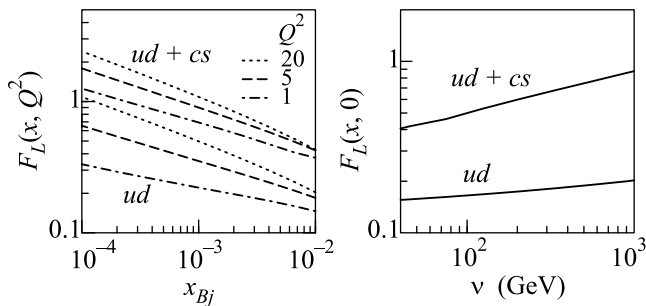 F_L(x, Q²)
1
0.1
10⁻⁴
10⁻³
10⁻²
x_Bj
ud + cs
ud
Q²
20
5
1
F_L(x, 0)
1
0.1
10²
10³
ν (GeV)
ud + cs
ud